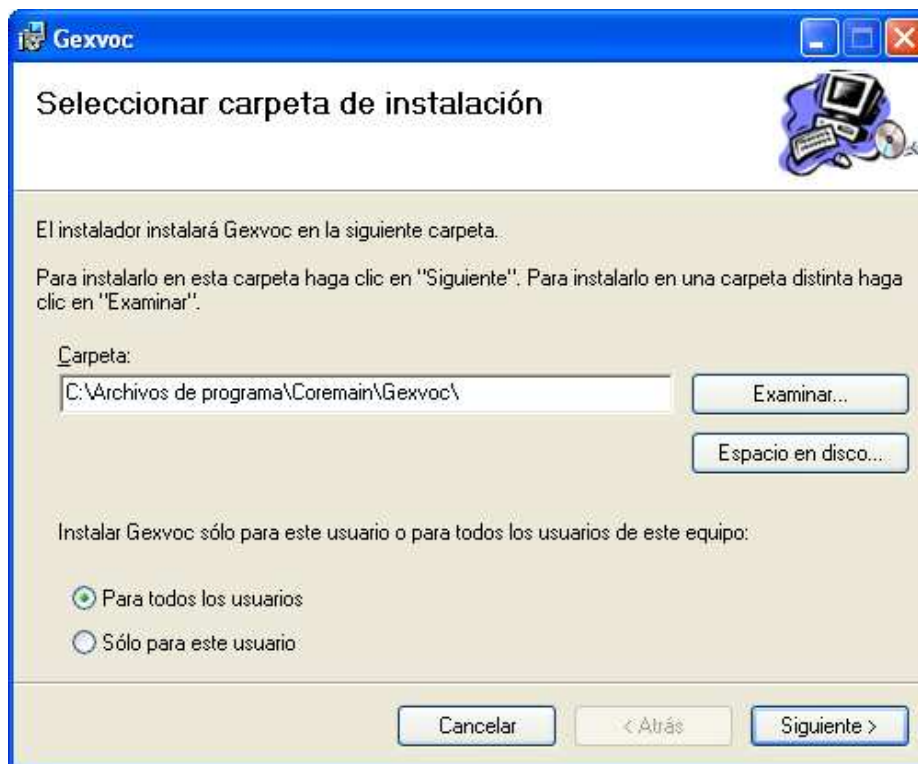 Gexvoc
Seleccionar carpeta de instalación
El instalador instalará Gexvoc en la siguiente carpeta.
Para instalarlo en esta carpeta haga clic en "Siguiente". Para instalarlo en una carpeta distinta haga
clic en "Examinar".
Carpeta:
C:\Archivos de programa\Coremain\Gexvoc\
Examinar...
Espacio en disco...
Instalar Gexvoc sólo para este usuario o para todos los usuarios de este equipo:
Para todos los usuarios
Sólo para este usuario
Cancelar
< Atrás
Siguiente >